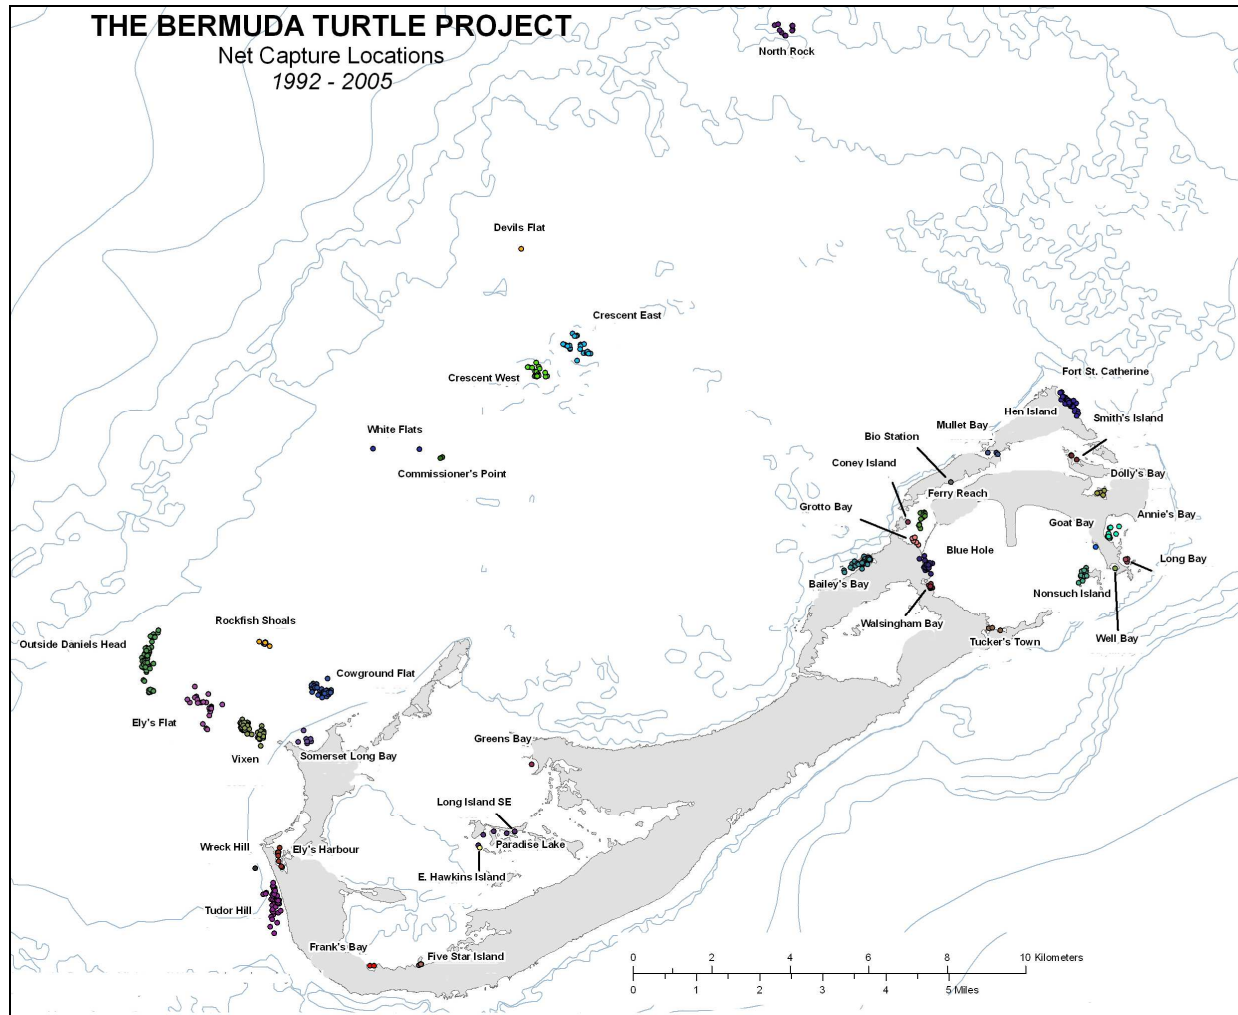 THE BERMUDA TURTLE PROJECT
Net Capture Locations
1992 - 2005
North Rock
Devils Flat
Crescent East
Crescent West
Fort St. Catherine
Hen Island
Smith's Island
Mullet Bay
White Flats
Bio Station
Commissioner's Point
Coney Island
Dolly's Bay
Ferry Reach
Grotto Bay
Annie's Bay
Goat Bay
Blue Hole
Long Bay
Bailey's Bay
Nonsuch Island
Rockfish Shoals
Walsingham Bay
Outside Daniels Head
Tucker's Town
Well Bay
Cowground Flat
Ely's Flat
Greens Bay
Vixen
Somerset Long Bay
Long Island SE
Wreck Hill
Ely's Harbour
Paradise Lake
E. Hawkins Island
Tudor Hill
Frank's Bay
Five Star Island
0 2 4 6 8 10 Kilometers
0 1 2 3 4 5 Miles